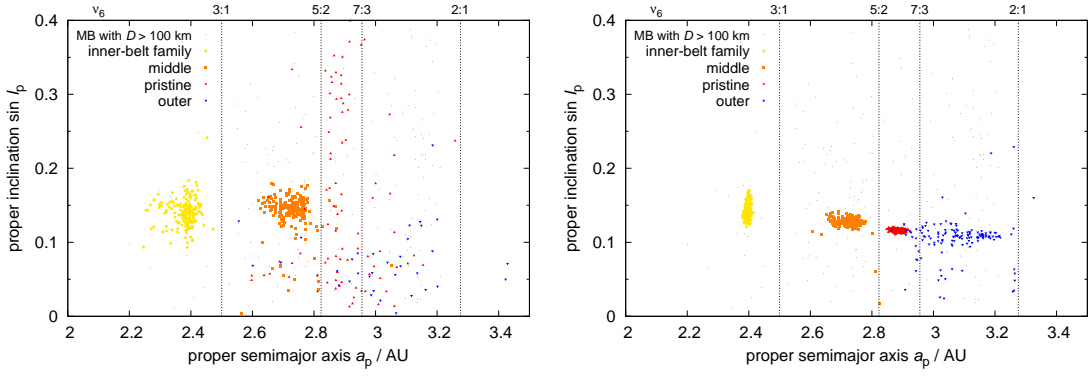 ν6 3:1 5:2 7:3 2:1
0.4
MB with D > 100 km
inner-belt family
middle
pristine
outer
0.3
0.2
0.1
0
proper inclination sin Ip
2 2.2 2.4 2.6 2.8 3 3.2 3.4
proper semimajor axis ap / AU
ν6 3:1 5:2 7:3 2:1
0.4
MB with D > 100 km
inner-belt family
middle
pristine
outer
0.3
0.2
0.1
0
proper inclination sin Ip
2 2.2 2.4 2.6 2.8 3 3.2 3.4
proper semimajor axis ap / AU